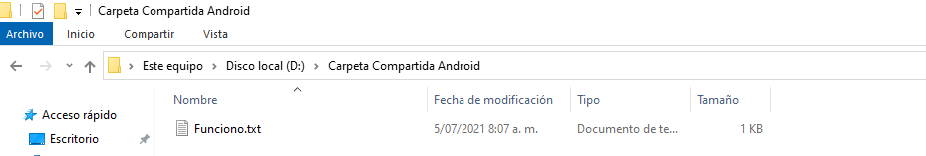 Carpeta Compartida Android
Archivo Inicio Compartir Vista
Este equipo > Disco local (D:) > Carpeta Compartida Android
Nombre Fecha de modificación Tipo Tamaño
Acceso rápido
Funciono.txt 5/07/2021 8:07 a. m. Documento de te... 1 KB
Escritorio